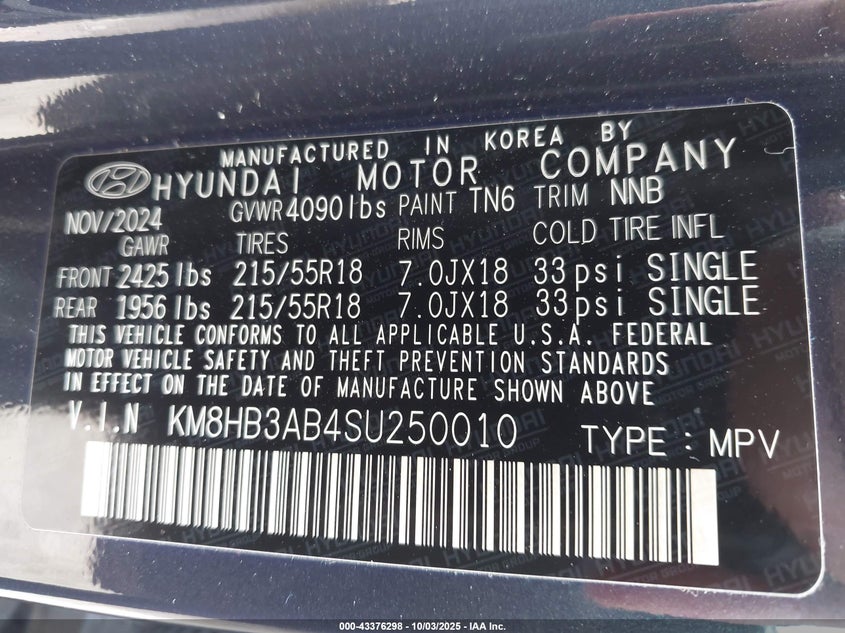 MANUFACTURED IN KOREA BY
HYUNDAI MOTOR COMPANY
NOV/2024 GVWR 4090 lbs PAINT TN6 TRIM NNB
GAWR TIRES RIMS COLD TIRE INFL
FRONT 2425 lbs 215/55R18 7.0JX18 33 psi SINGLE
REAR 1956 lbs 215/55R18 7.0JX18 33 psi SINGLE
THIS VEHICLE CONFORMS TO ALL APPLICABLE U.S.A. FEDERAL
MOTOR VEHICLE SAFETY AND THEFT PREVENTION STANDARDS
IN EFFECT ON THE DATE OF MANUFACTURE SHOWN ABOVE
V.I.N KM8HB3AB4SU250010 TYPE : MPV
000-43376298 - 10/03/2025 - IAA Inc.